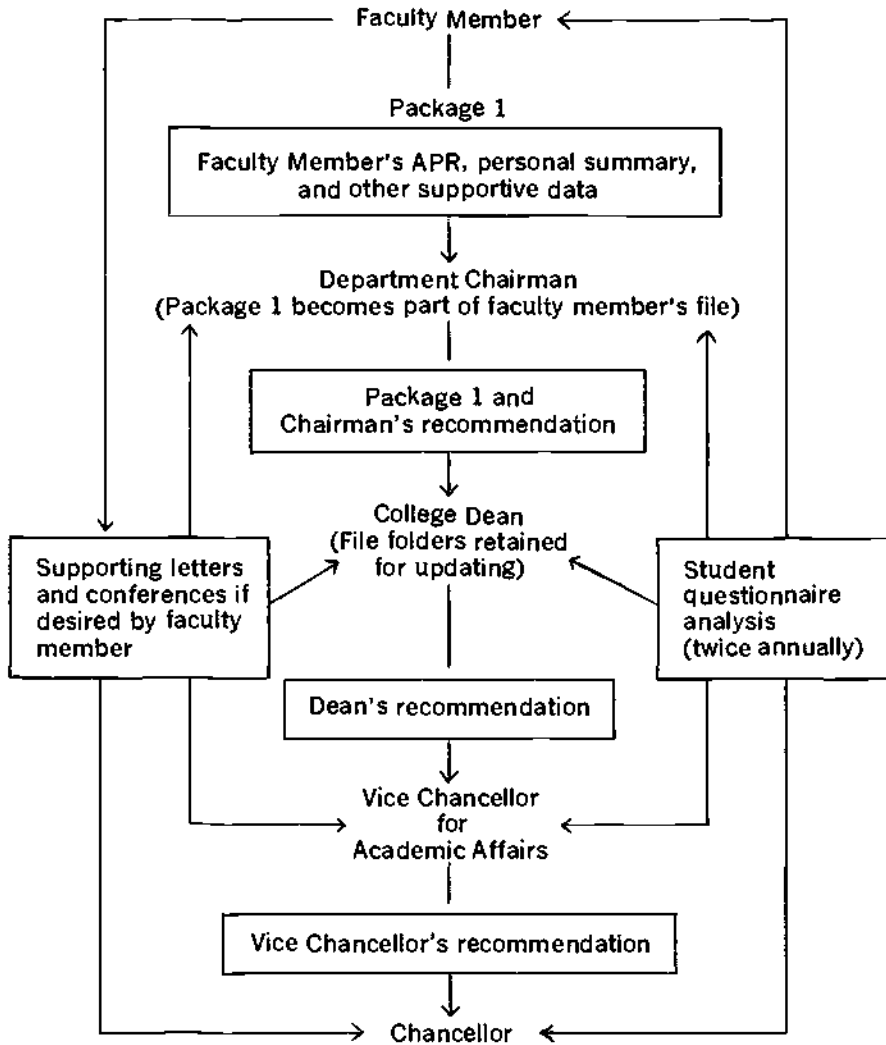 Faculty Member
Package 1
Faculty Member's APR, personal summary,
and other supportive data
Department Chairman
(Package 1 becomes part of faculty member's file)
Package 1 and
Chairman's recommendation
College Dean
(File folders retained
for updating)
Supporting letters
and conferences if
desired by faculty
member
Student
questionnaire
analysis
(twice annually)
Dean's recommendation
Vice Chancellor
for
Academic Affairs
Vice Chancellor's recommendation
Chancellor